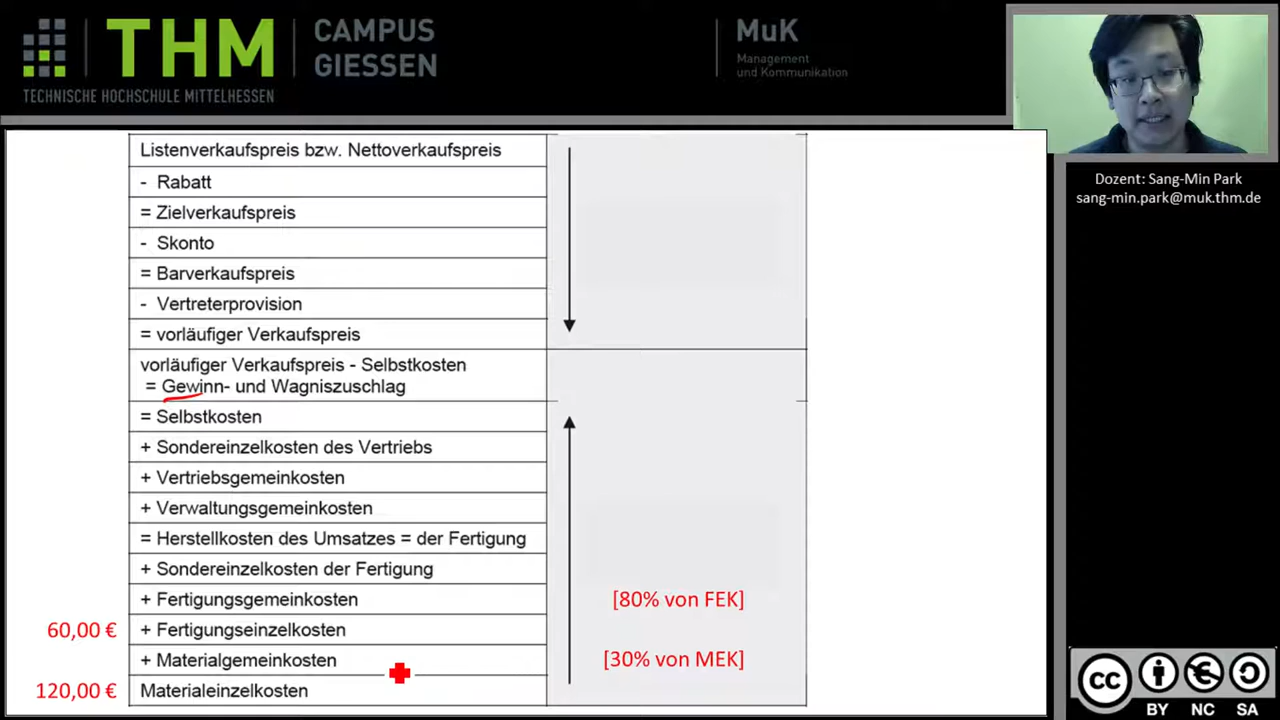 THM
CAMPUS
GIESSEN
TECHNISCHE HOCHSCHULE MITTELHESSEN
MuK
Management
und Kommunikation
Dozent: Sang-Min Park
sang-min.park@muk.thm.de
Listenverkaufspreis bzw. Nettoverkaufspreis
- Rabatt
= Zielverkaufspreis
- Skonto
= Barverkaufspreis
- Vertreterprovision
= vorläufiger Verkaufspreis
vorläufiger Verkaufspreis - Selbstkosten
= Gewinn- und Wagniszuschlag
= Selbstkosten
+ Sondereinzelkosten des Vertriebs
+ Vertriebsgemeinkosten
+ Verwaltungsgemeinkosten
= Herstellkosten des Umsatzes = der Fertigung
+ Sondereinzelkosten der Fertigung
+ Fertigungsgemeinkosten [80% von FEK]
60,00 € + Fertigungseinzelkosten
+ Materialgemeinkosten [30% von MEK]
120,00 € Materialeinzelkosten
cc
BY NC SA